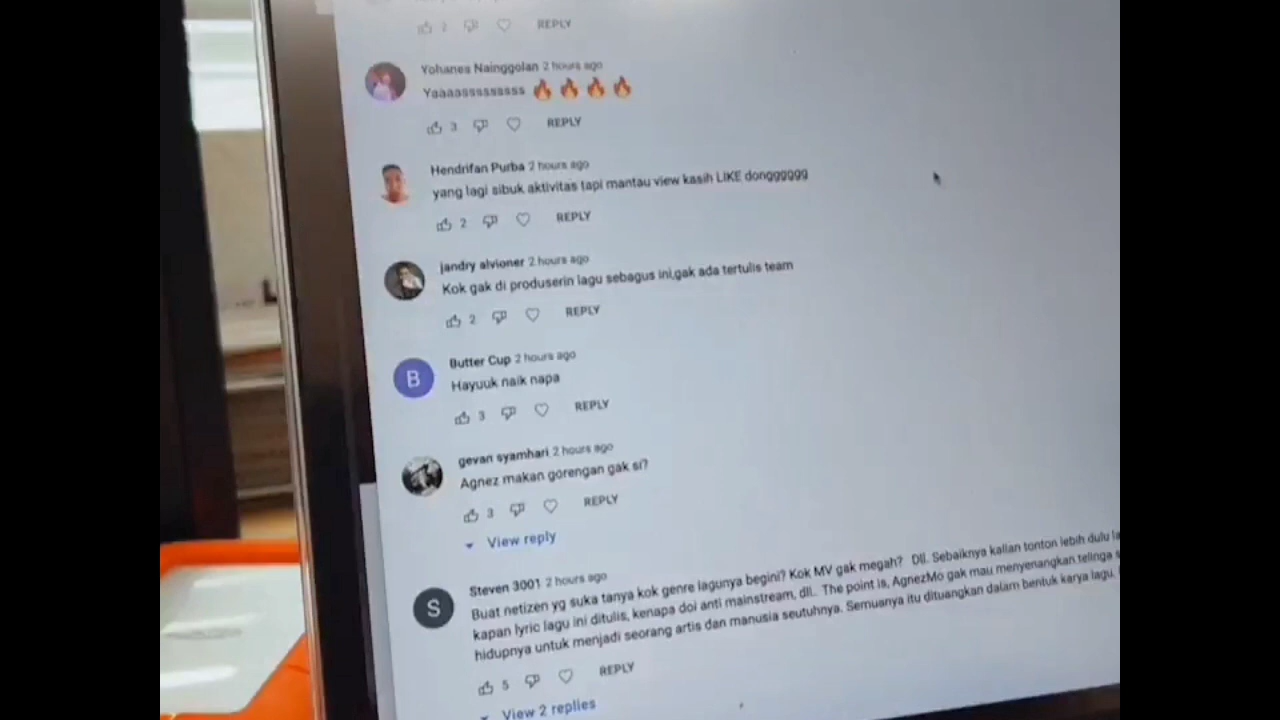 2 REPLY
Yohanes Nainggolan 2 hours ago
Yaaaasssssssss 🔥 🔥 🔥 🔥
3 REPLY
Hendrifan Purba 2 hours ago
yang lagi sibuk aktivitas tapi mantau view kasih LIKE dongggggg
2 REPLY
jandry alvioner 2 hours ago
Kok gak di produserin lagu sebagus ini,gak ada tertulis team
2 REPLY
B
Butter Cup 2 hours ago
Hayuuk naik napa
3 REPLY
gevan syamhari 2 hours ago
Agnez makan gorengan gak si?
3 REPLY
View reply
S
Steven 3001 2 hours ago
Buat netizen yg suka tanya kok genre lagunya begini? Kok MV gak megah? Dll. Sebaiknya kalian tonton lebih dulu
kapan lyric lagu ini ditulis, kenapa doi anti mainstream, dll.. The point is, AgnezMo gak mau menyenangkan telinga
hidupnya untuk menjadi seorang artis dan manusia seutuhnya. Semuanya itu dituangkan dalam bentuk karya lagu,
5 REPLY
View 2 replies